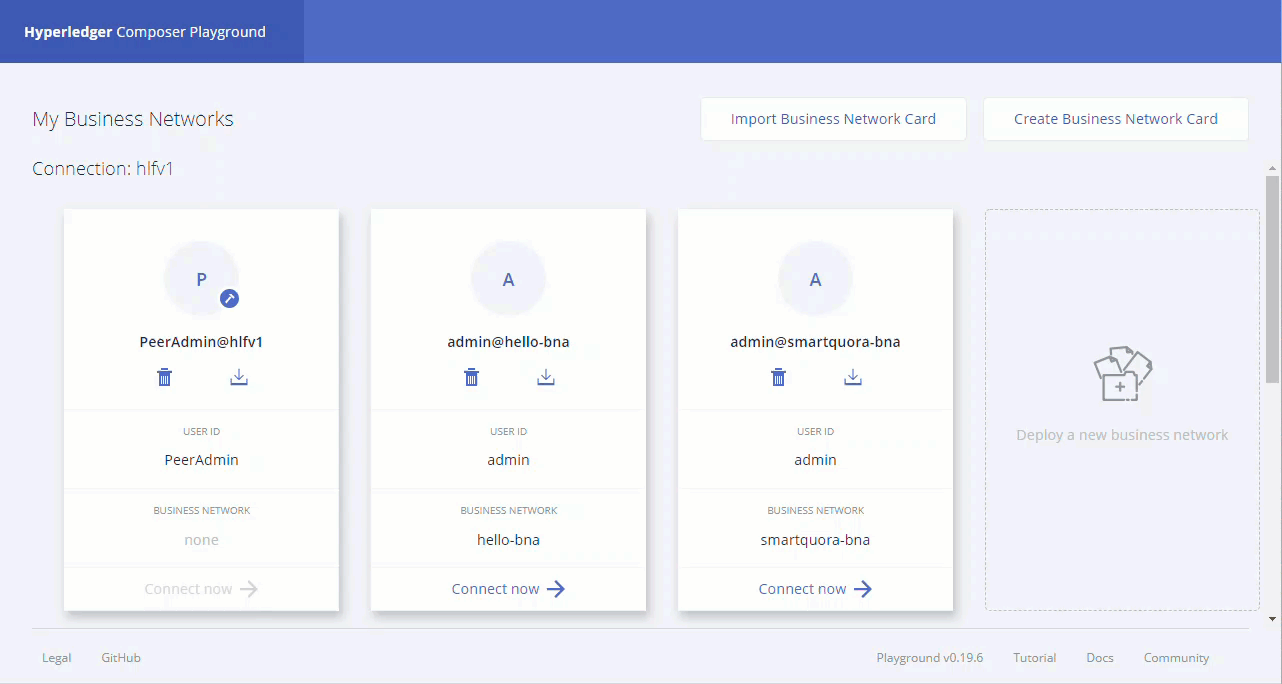 Hyperledger Composer Playground
My Business Networks
Import Business Network Card
Create Business Network Card
Connection: hlfv1
P
PeerAdmin@hlfv1
USER ID
PeerAdmin
BUSINESS NETWORK
none
Connect now
A
admin@hello-bna
USER ID
admin
BUSINESS NETWORK
hello-bna
Connect now
A
admin@smartquora-bna
USER ID
admin
BUSINESS NETWORK
smartquora-bna
Connect now
Deploy a new business network
Legal
GitHub
Playground v0.19.6
Tutorial
Docs
Community